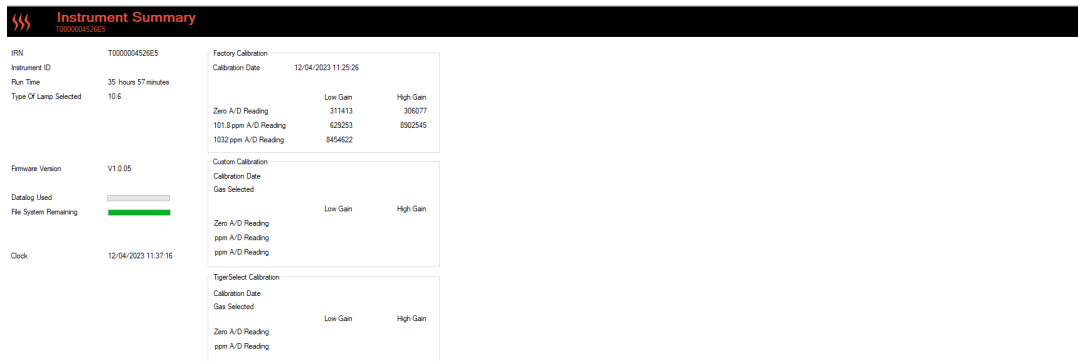 Instrument Summary
T0000004526E5
IRN T0000004526E5
Instrument ID
Run Time 35 hours 57 minutes
Type Of Lamp Selected 10.6
Firmware Version V1.0.05
Datalog Used
File System Remaining
Clock 12/04/2023 11:37:16
Factory Calibration
Calibration Date 12/04/2023 11:25:26
Low Gain High Gain
Zero A/D Reading 311413 306077
101.8 ppm A/D Reading 629253 8902545
1032 ppm A/D Reading 8454622
Custom Calibration
Calibration Date
Gas Selected
Low Gain High Gain
Zero A/D Reading
ppm A/D Reading
ppm A/D Reading
TigerSelect Calibration
Calibration Date
Gas Selected
Low Gain High Gain
Zero A/D Reading
ppm A/D Reading